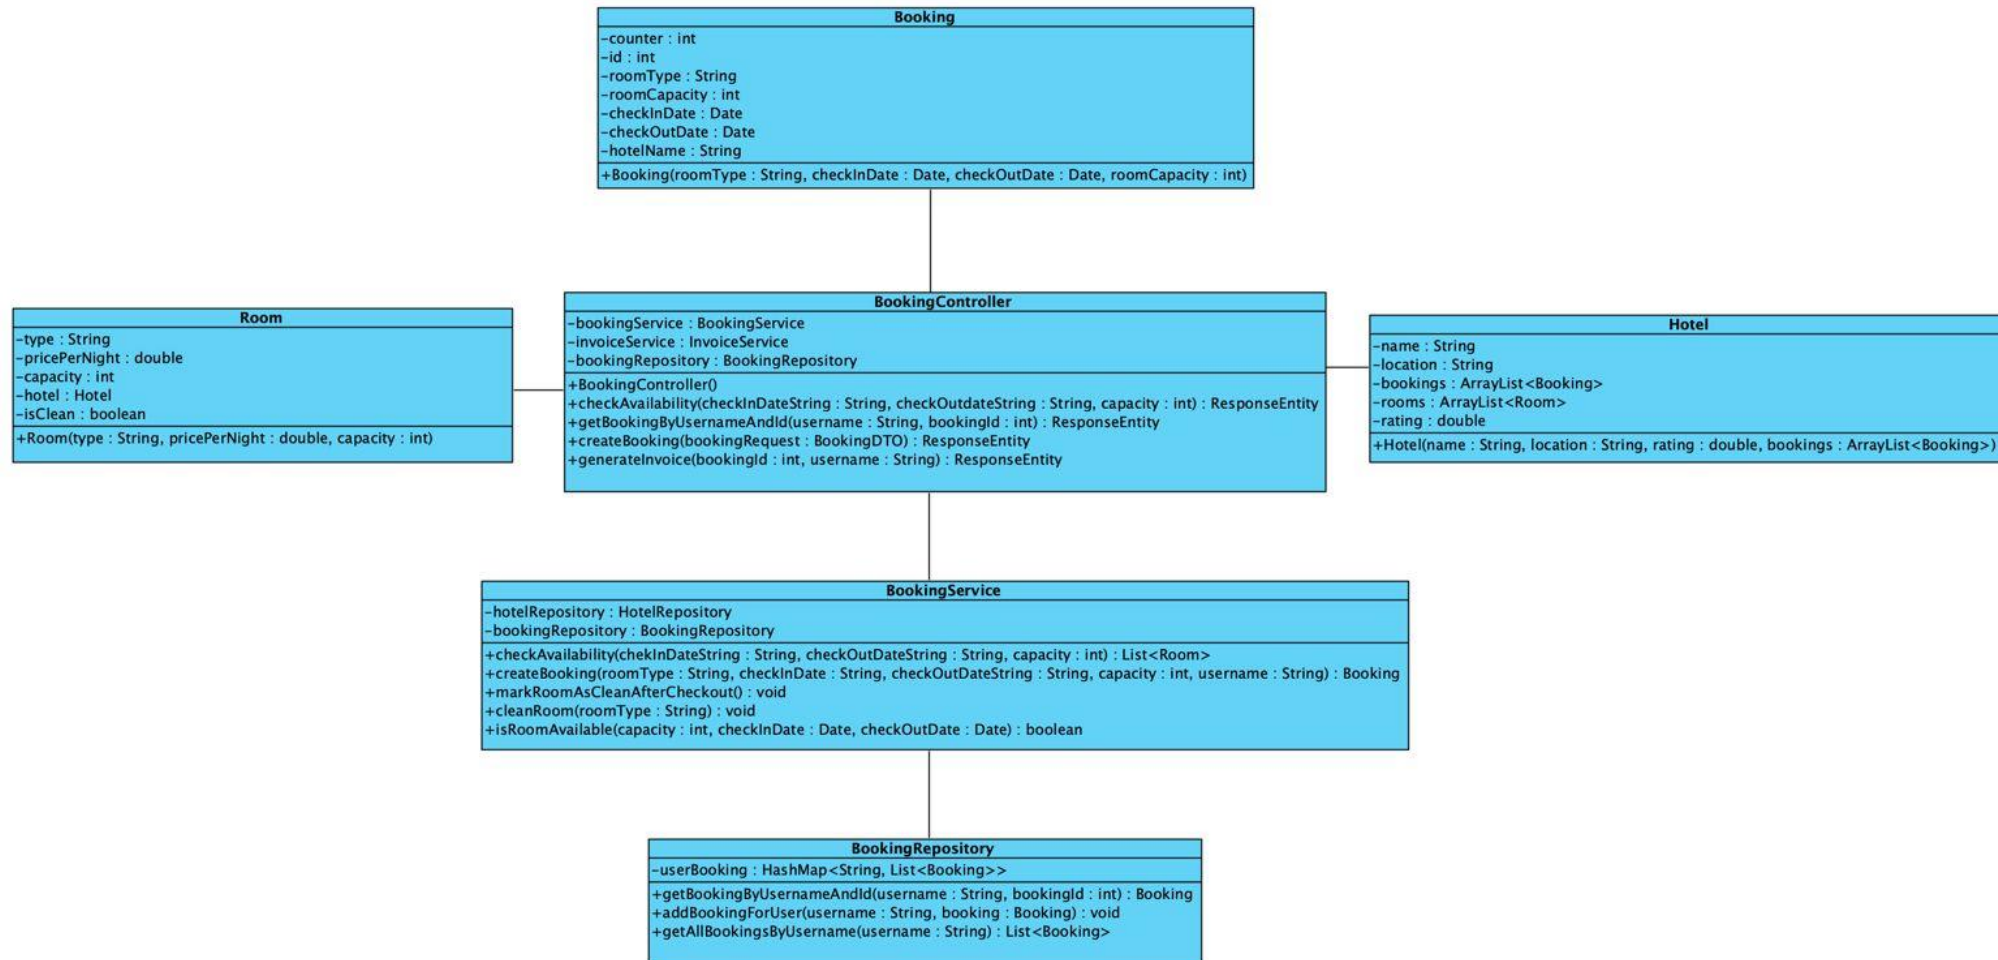 Booking
-counter : int
-id : int
-roomType : String
-roomCapacity : int
-checkInDate : Date
-checkOutDate : Date
-hotelName : String
+Booking(roomType : String, checkInDate : Date, checkOutDate : Date, roomCapacity : int)
Room
-type : String
-pricePerNight : double
-capacity : int
-hotel : Hotel
-isClean : boolean
+Room(type : String, pricePerNight : double, capacity : int)
BookingController
-bookingService : BookingService
-invoiceService : InvoiceService
-bookingRepository : BookingRepository
+BookingController()
+checkAvailability(checkInDateString : String, checkOutdateString : String, capacity : int) : ResponseEntity
+getBookingByUsernameAndId(username : String, bookingId : int) : ResponseEntity
+createBooking(bookingRequest : BookingDTO) : ResponseEntity
+generateInvoice(bookingId : int, username : String) : ResponseEntity
Hotel
-name : String
-location : String
-bookings : ArrayList<Booking>
-rooms : ArrayList<Room>
-rating : double
+Hotel(name : String, location : String, rating : double, bookings : ArrayList<Booking>)
BookingService
-hotelRepository : HotelRepository
-bookingRepository : BookingRepository
+checkAvailability(chekInDateString : String, checkOutDateString : String, capacity : int) : List<Room>
+createBooking(roomType : String, checkInDate : String, checkOutDateString : String, capacity : int, username : String) : Booking
+markRoomAsCleanAfterCheckout() : void
+cleanRoom(roomType : String) : void
+isRoomAvailable(capacity : int, checkInDate : Date, checkOutDate : Date) : boolean
BookingRepository
-userBooking : HashMap<String, List<Booking>>
+getBookingByUsernameAndId(username : String, bookingId : int) : Booking
+addBookingForUser(username : String, booking : Booking) : void
+getAllBookingsByUsername(username : String) : List<Booking>